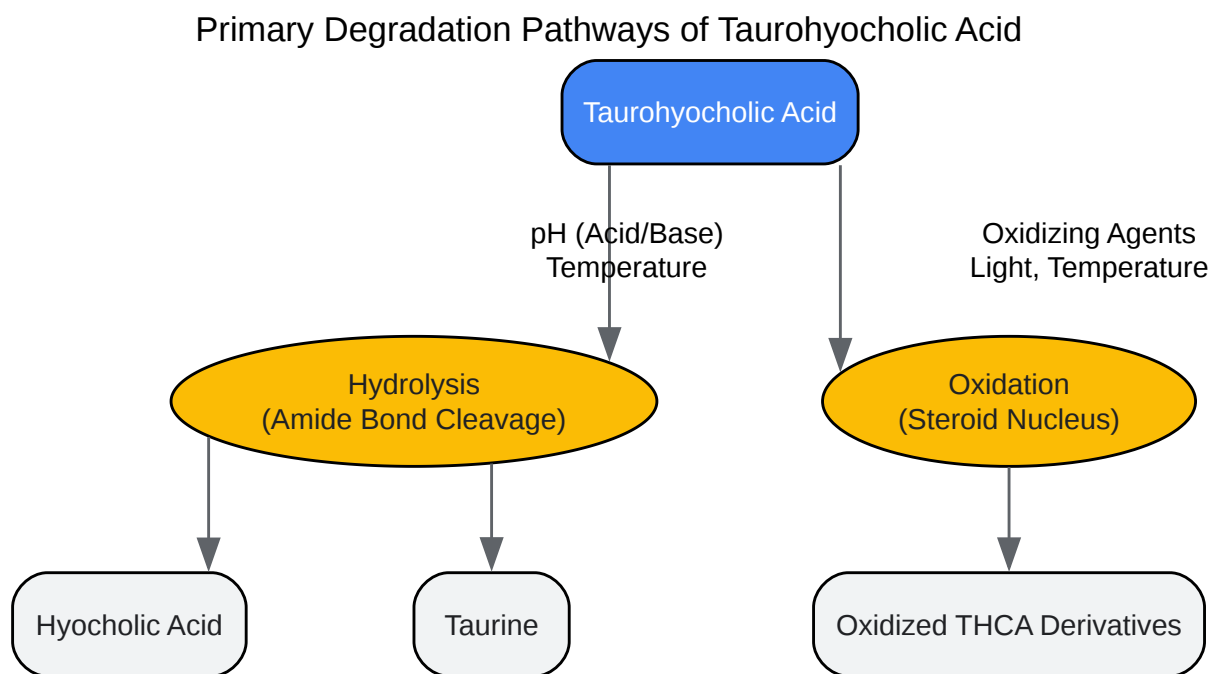 Primary Degradation Pathways of Taurohyocholic Acid
Taurohyocholic Acid
pH (Acid/Base)
Temperature
Oxidizing Agents
Light, Temperature
Hydrolysis
(Amide Bond Cleavage)
Oxidation
(Steroid Nucleus)
Hyocholic Acid
Taurine
Oxidized THCA Derivatives